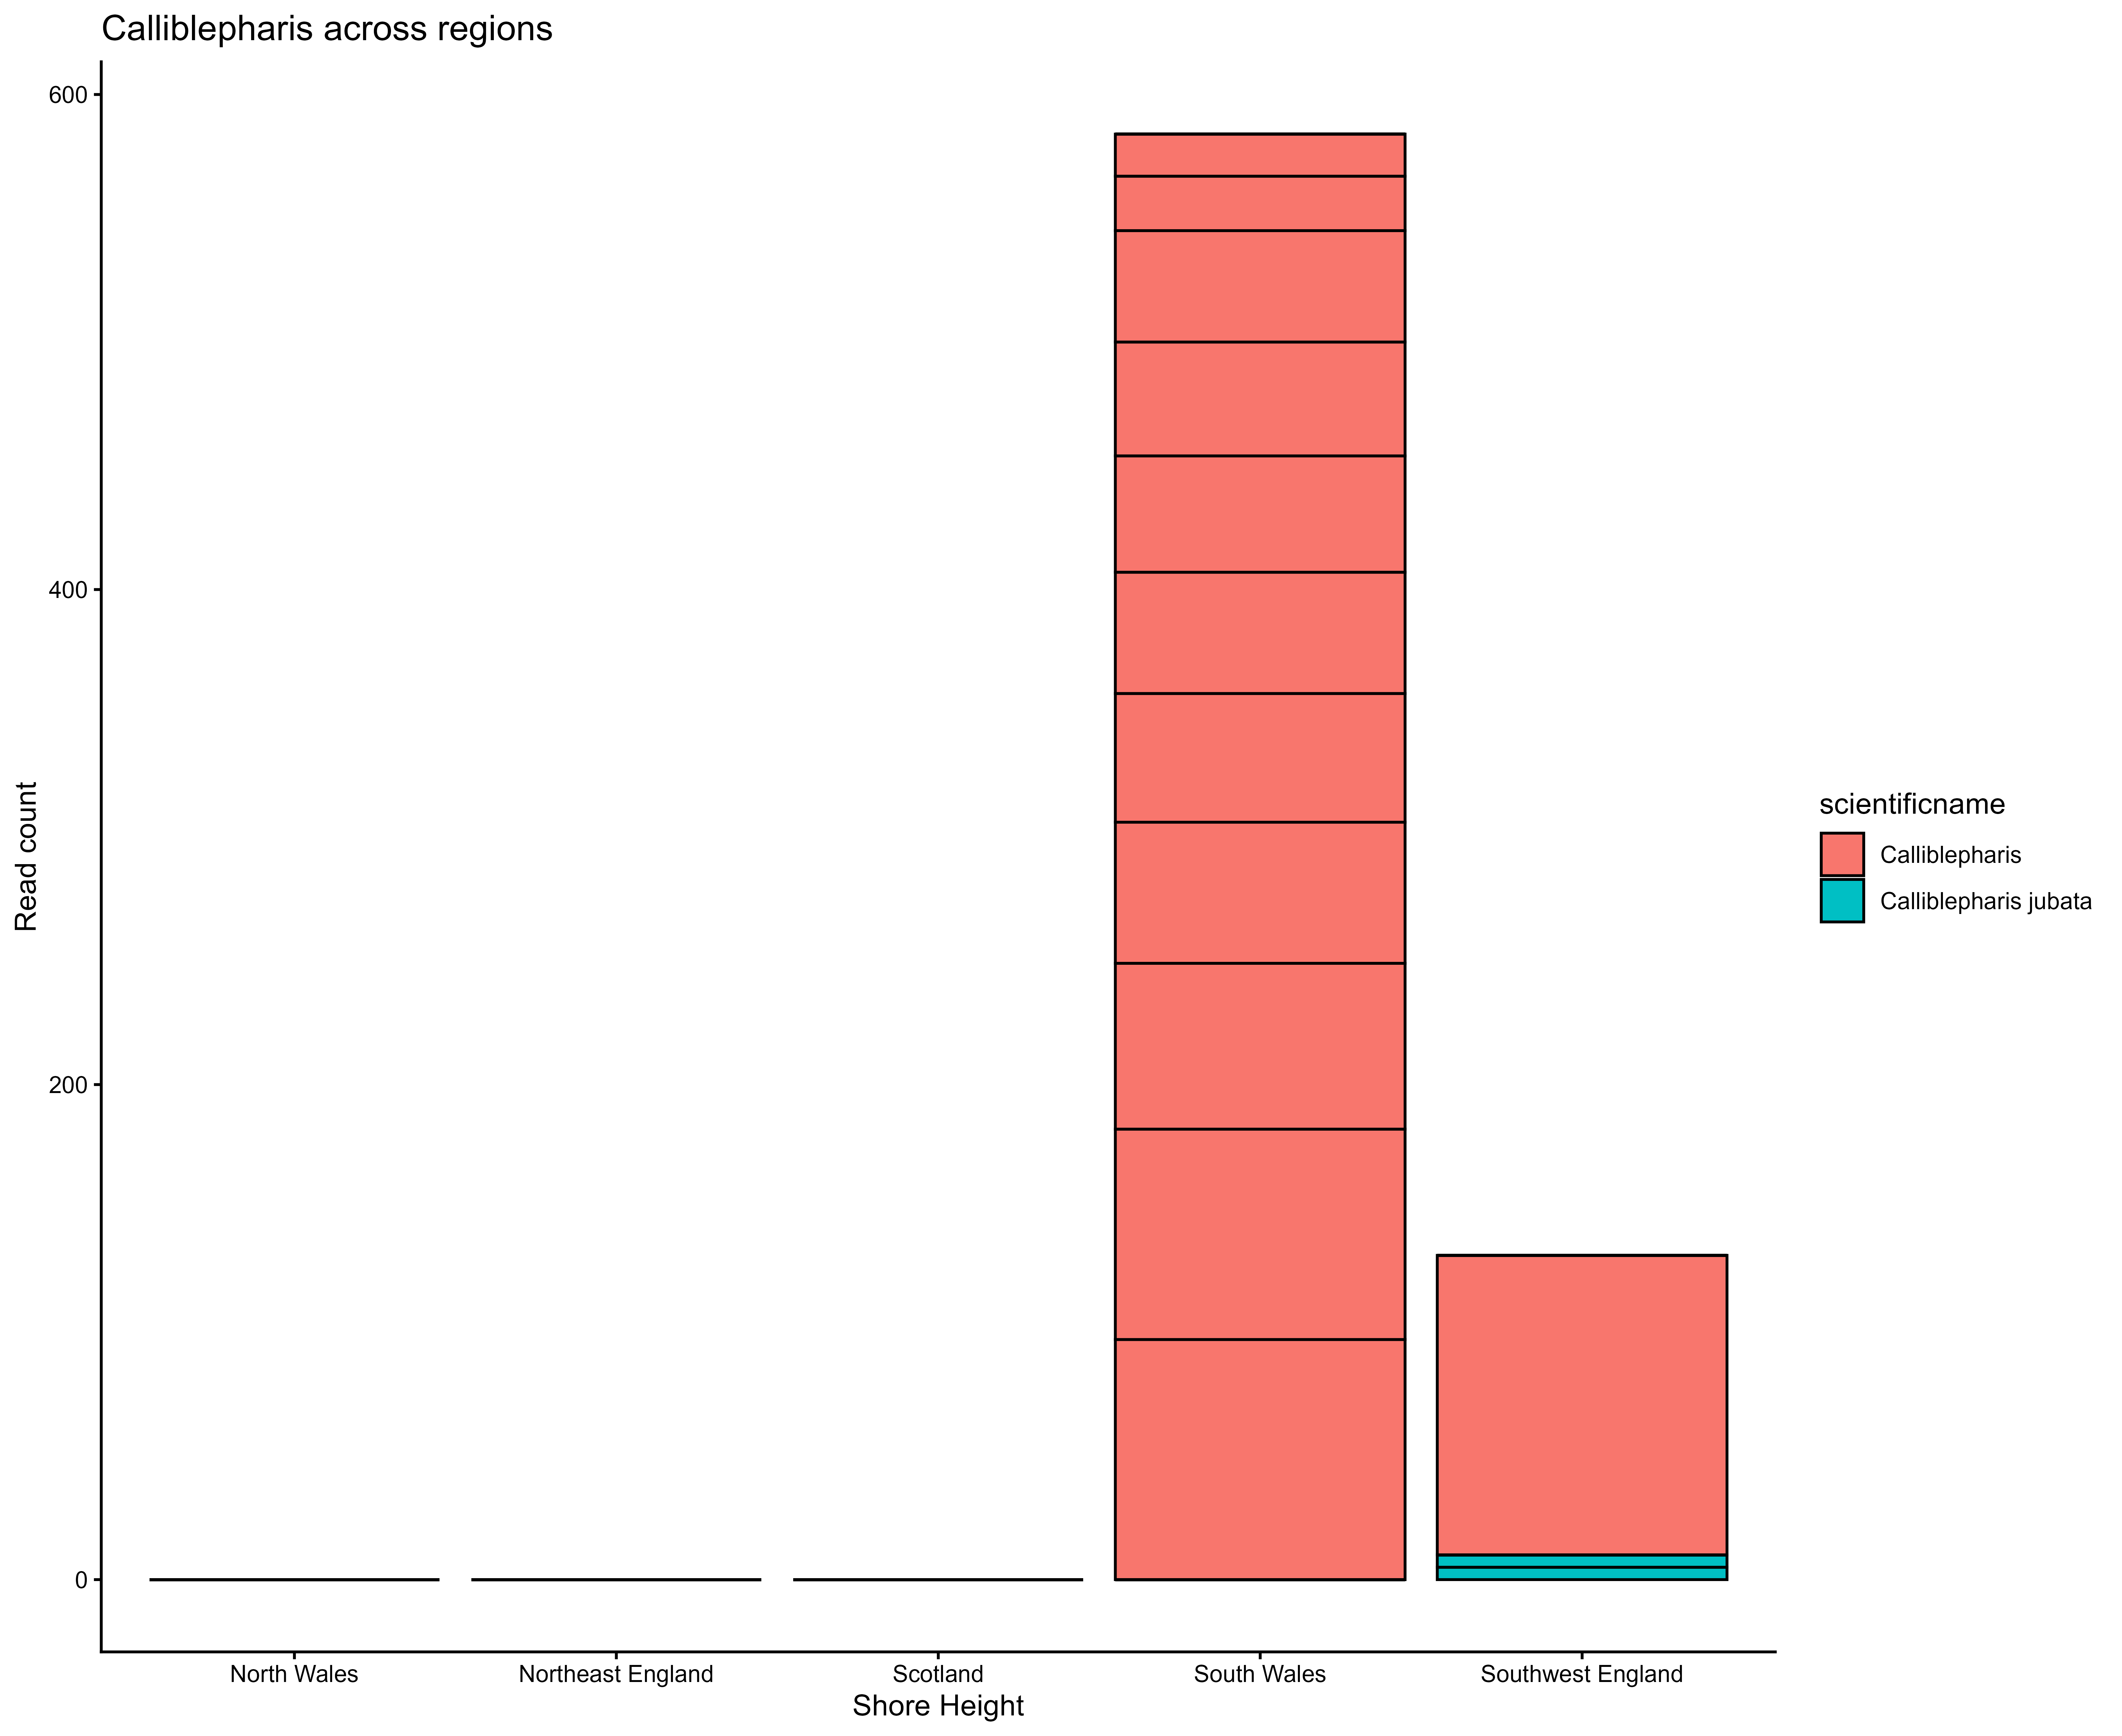 Calliblepharis across regions
600
400
200
0
Read count
North Wales
Northeast England
Scotland
South Wales
Southwest England
Shore Height
scientificname
Calliblepharis
Calliblepharis jubata